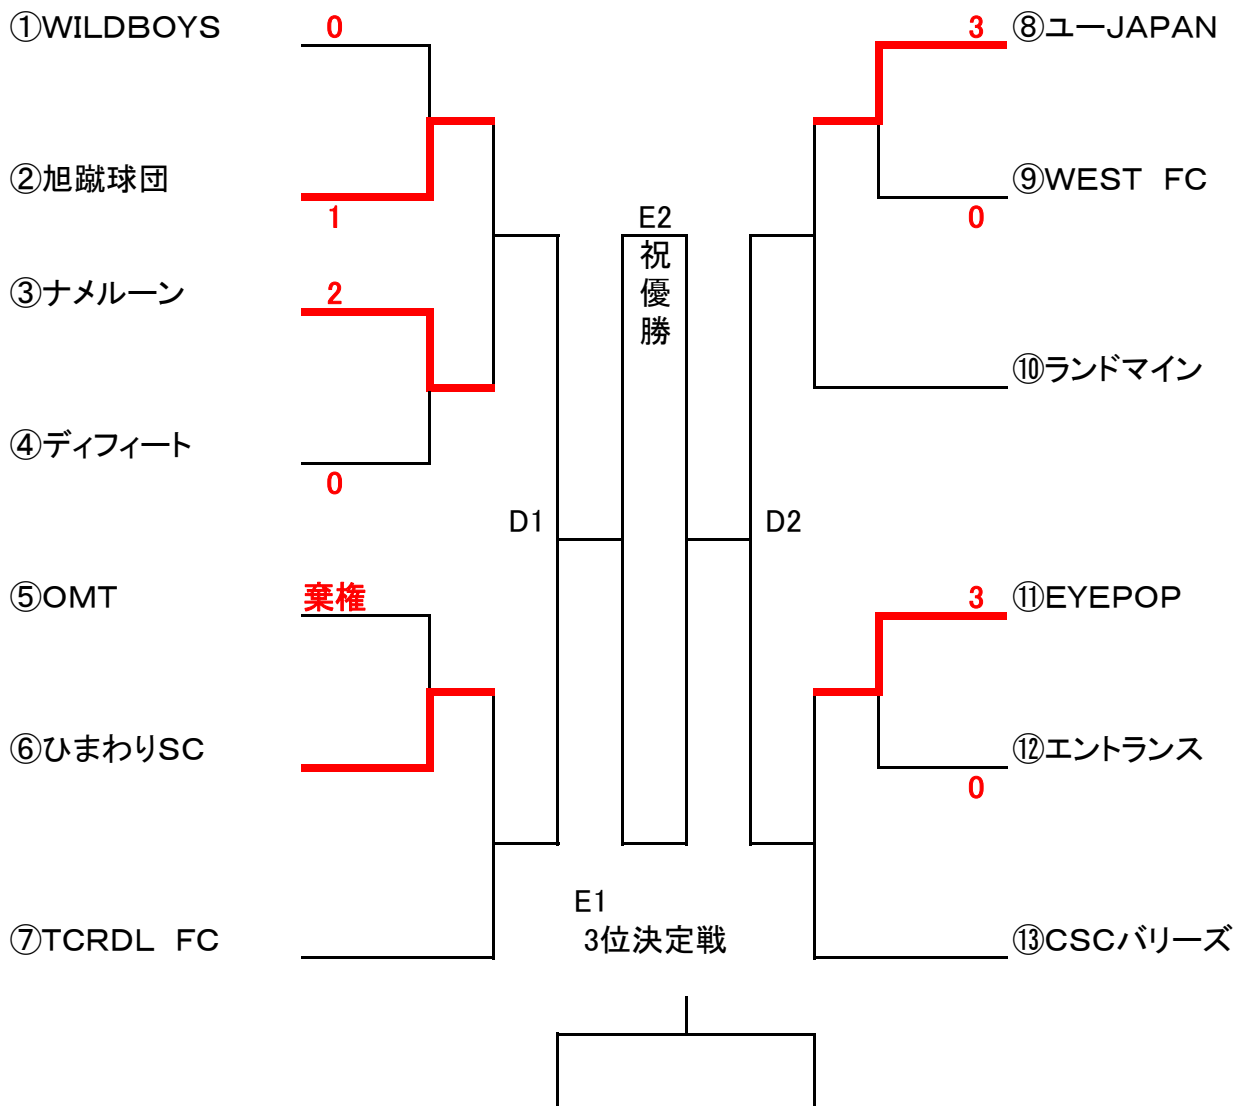 ①WILDBOYS
0
②旭蹴球団
1
③ナメルーン
2
④ディフィート
0
⑤OMT
棄権
⑥ひまわりSC
⑦TCRDL　FC
D1
E2
祝
優
勝
D2
E1
3位決定戦
3
⑧ユーJAPAN
⑨WEST　FC
0
⑩ランドマイン
3
⑪EYEPOP
⑫エントランス
0
⑬CSCバリーズ